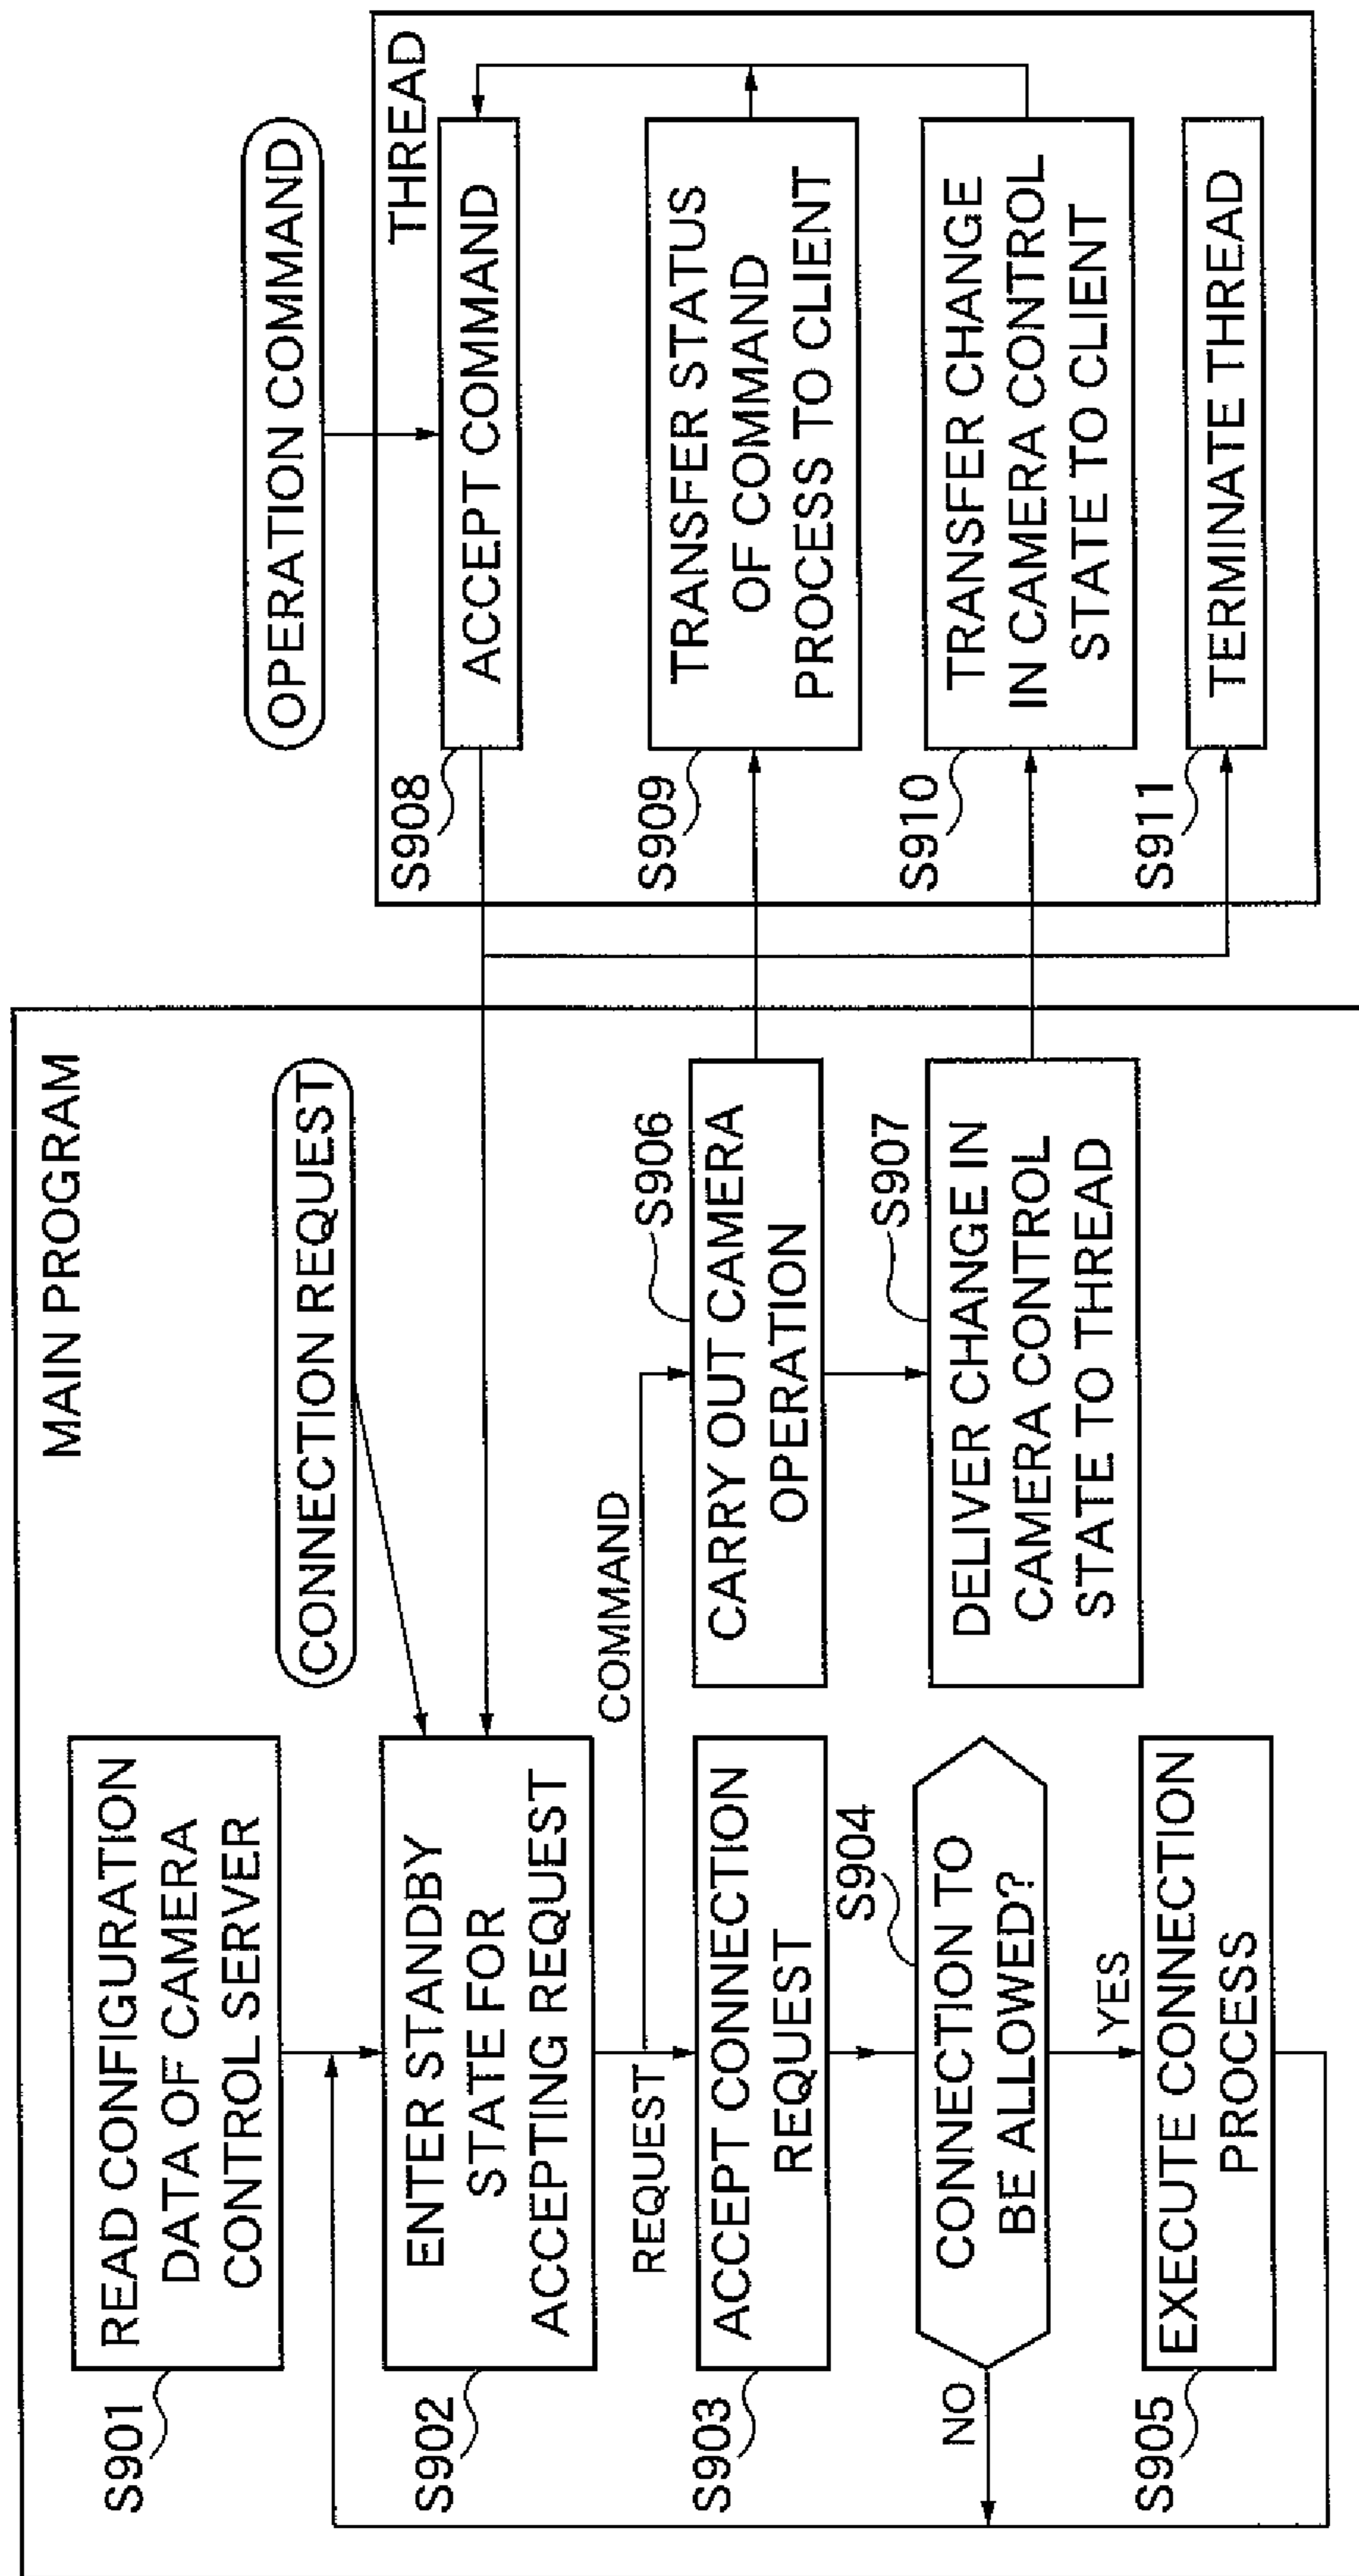 MAIN PROGRAM
S901
READ CONFIGURATION
DATA OF CAMERA
CONTROL SERVER
CONNECTION REQUEST
S902
ENTER STANDBY
STATE FOR
ACCEPTING REQUEST
REQUEST
COMMAND
S903
ACCEPT CONNECTION
REQUEST
S904
CONNECTION TO
BE ALLOWED?
NO
YES
S905
EXECUTE CONNECTION
PROCESS
S906
CARRY OUT CAMERA
OPERATION
S907
DELIVER CHANGE IN
CAMERA CONTROL
STATE TO THREAD
OPERATION COMMAND
THREAD
S908
ACCEPT COMMAND
S909
TRANSFER STATUS
OF COMMAND
PROCESS TO CLIENT
S910
TRANSFER CHANGE
IN CAMERA CONTROL
STATE TO CLIENT
S911
TERMINATE THREAD